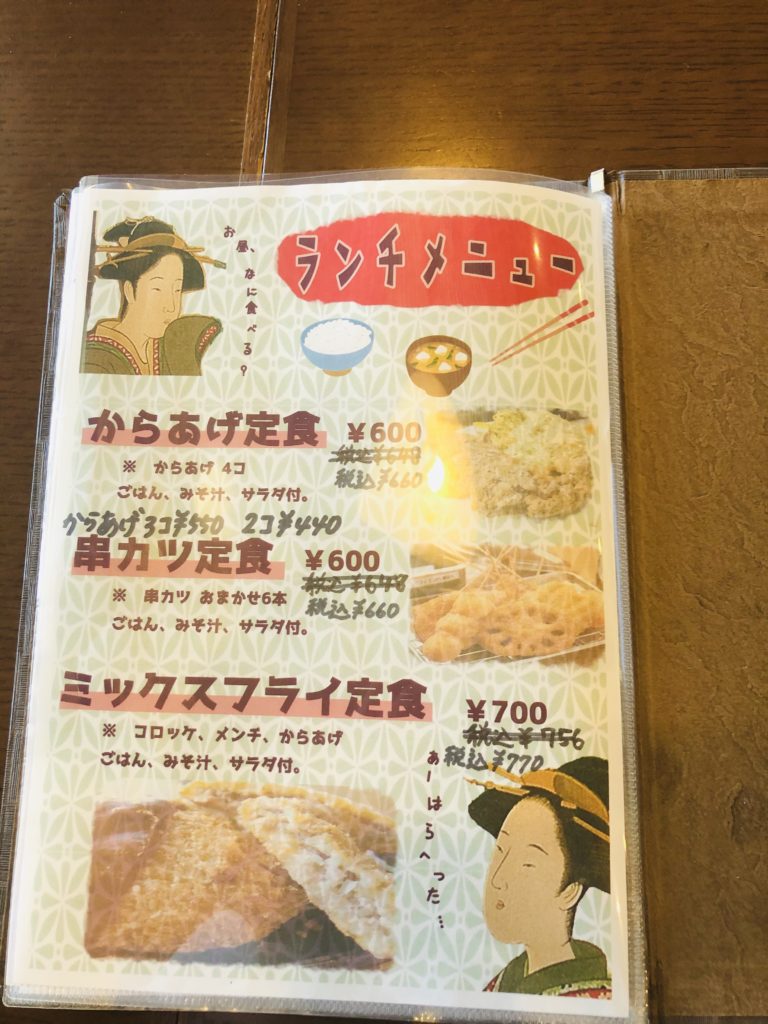 お昼、なに食べる?
ランチメニュー
からあげ定食 ¥600
税込¥648
※ からあげ 4コ
税込¥660
ごはん、みそ汁、サラダ付。
からあげ3コ¥550 2コ¥440
串カツ定食 ¥600
税込¥648
※ 串カツ おまかせ6本
税込¥660
ごはん、みそ汁、サラダ付。
ミックスフライ定食 ¥700
※ コロッケ、メンチ、からあげ
税込¥756
ごはん、みそ汁、サラダ付。
税込¥770
ぁーはらへった…